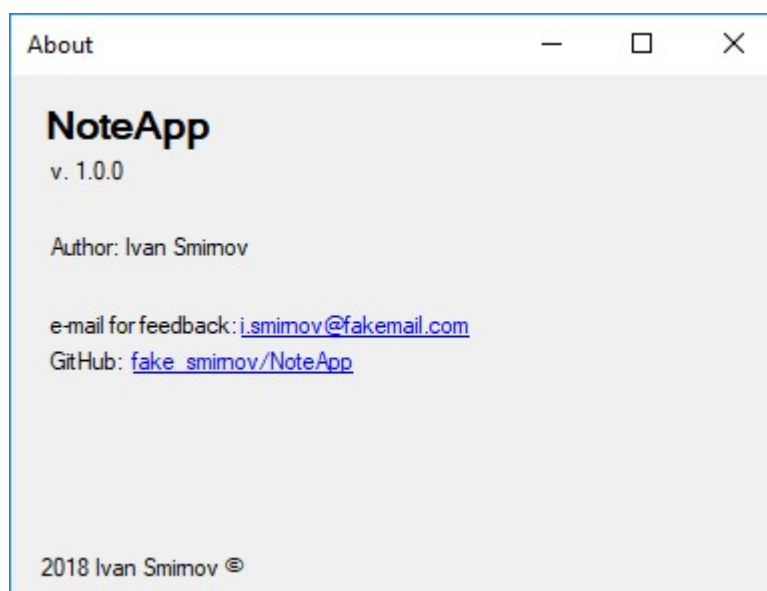 About
NoteApp
v. 1.0.0
Author: Ivan Smirnov
e-mail for feedback: i.smirnov@fakemail.com
GitHub: fake_smirnov/NoteApp
2018 Ivan Smirnov ©